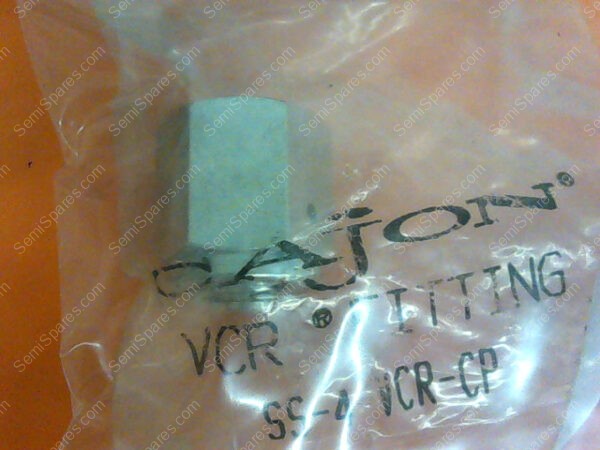 CAJON®
VCR® FITTING
SS-4 VCR-CP
SemiSpares.com